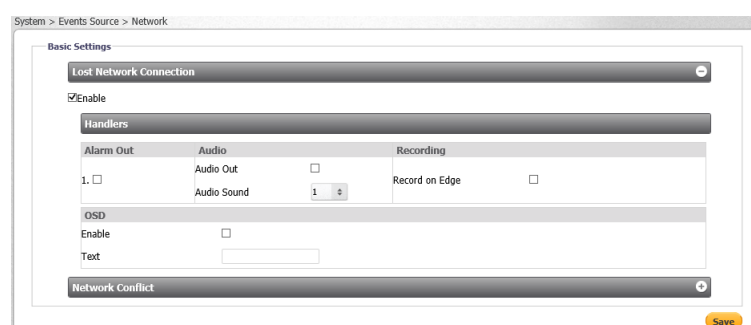 System > Events Source > Network
Basic Settings
Lost Network Connection
Enable
Handlers
Alarm Out Audio Recording
1. Audio Out Record on Edge
Audio Sound 1
OSD
Enable
Text
Network Conflict
Save